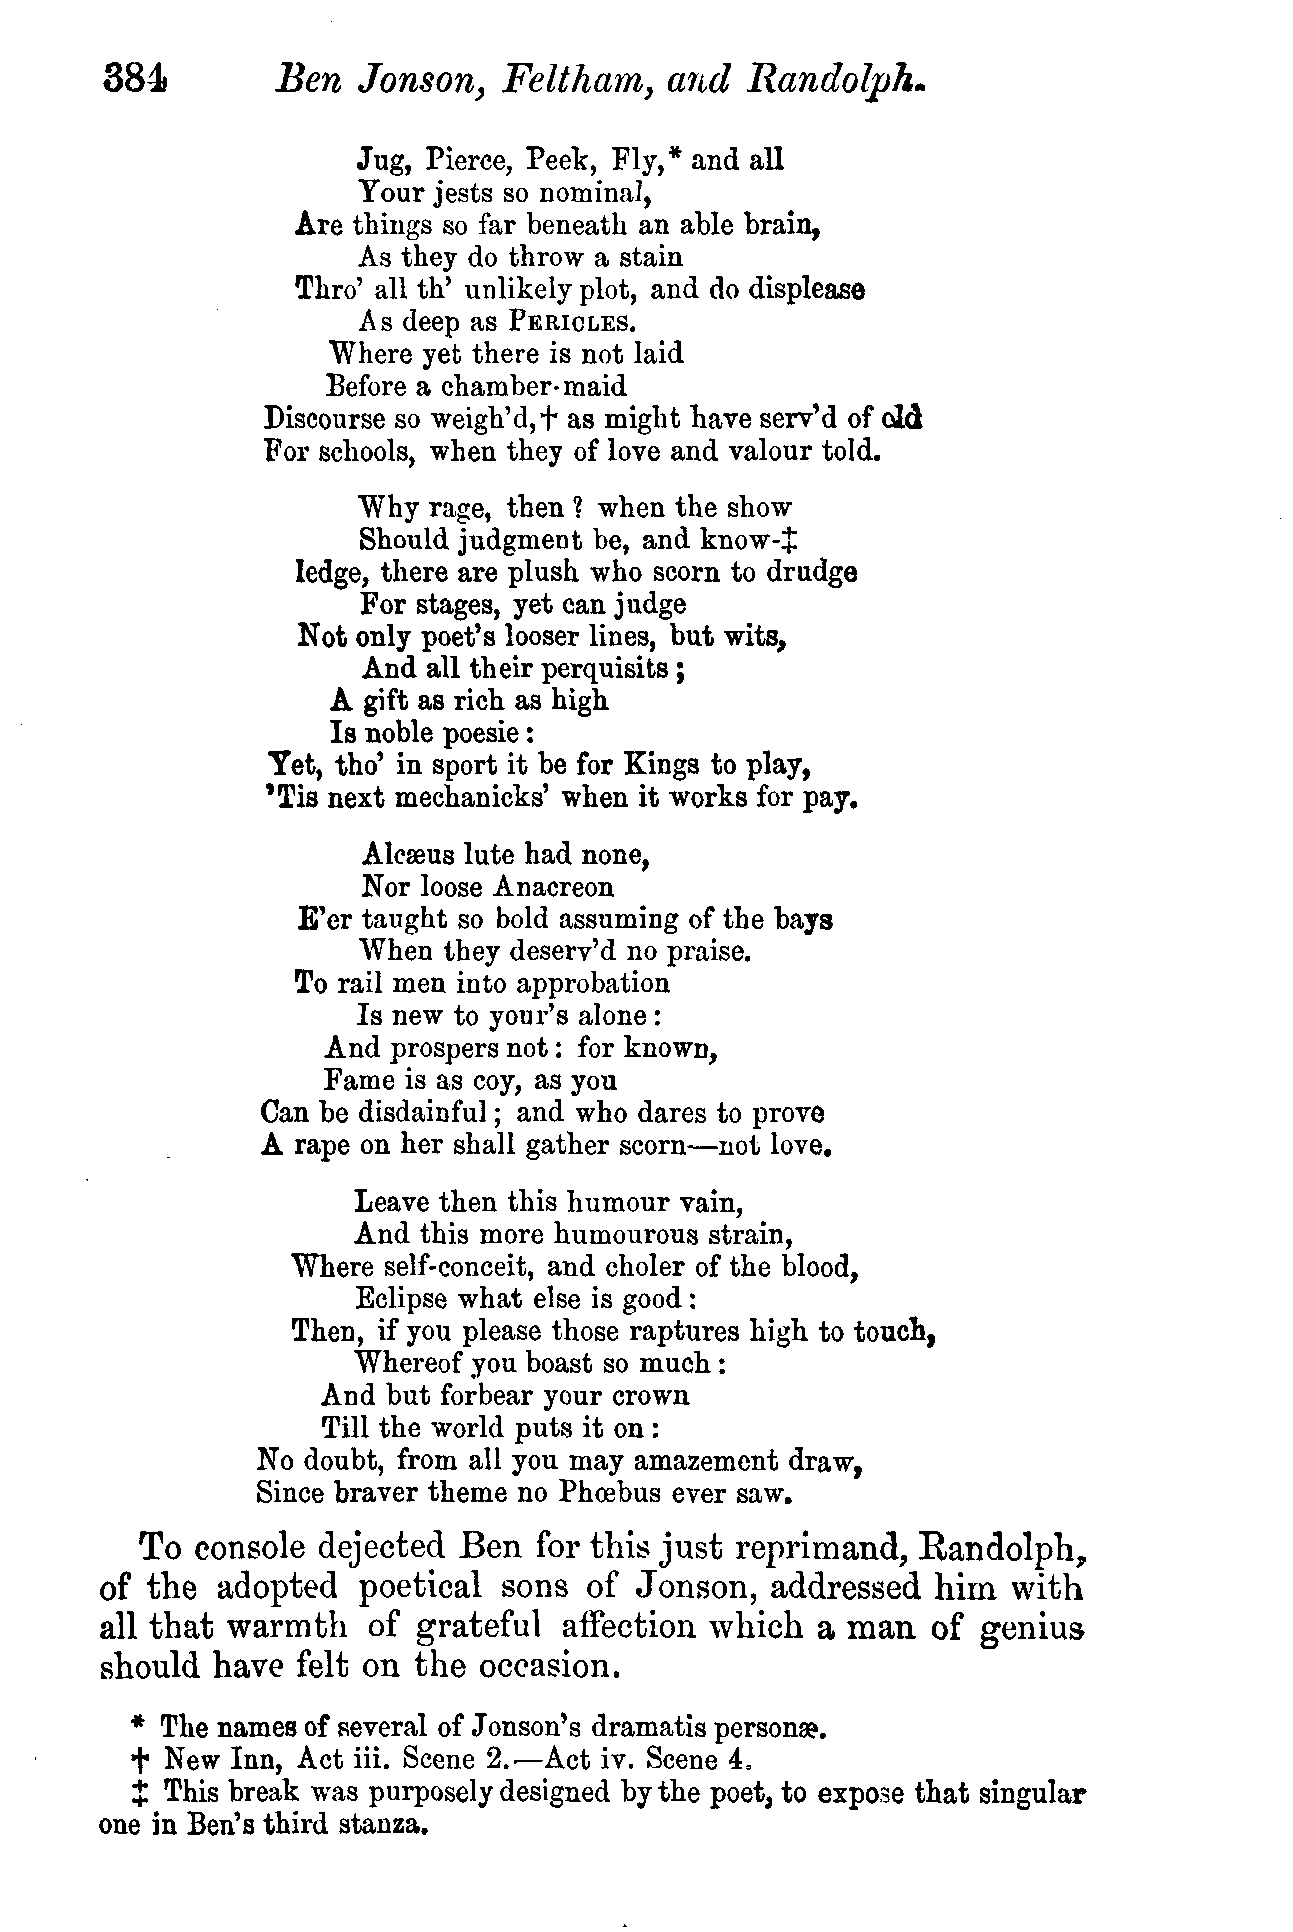 384 Ben Jonson, Feltham, and Randolph.
Jug, Pierce, Peek, Fly,* and all
Your jests so nominal,
Are things so far beneath an able brain,
As they do throw a stain
Thro' all th' unlikely plot, and do displease
As deep as PERICLES.
Where yet there is not laid
Before a chamber-maid
Discourse so weigh'd,† as might have serv'd of old
For schools, when they of love and valour told.
Why rage, then? when the show
Should judgment be, and know-‡
ledge, there are plush who scorn to drudge
For stages, yet can judge
Not only poet's looser lines, but wits,
And all their perquisits;
A gift as rich as high
Is noble poesie:
Yet, tho' in sport it be for Kings to play,
'Tis next mechanicks' when it works for pay.
Alcæus lute had none,
Nor loose Anacreon
E'er taught so bold assuming of the bays
When they deserv'd no praise.
To rail men into approbation
Is new to your's alone:
And prospers not: for known,
Fame is as coy, as you
Can be disdainful; and who dares to prove
A rape on her shall gather scorn—not love.
Leave then this humour vain,
And this more humourous strain,
Where self-conceit, and choler of the blood,
Eclipse what else is good:
Then, if you please those raptures high to touch,
Whereof you boast so much:
And but forbear your crown
Till the world puts it on:
No doubt, from all you may amazement draw,
Since braver theme no Phœbus ever saw.
To console dejected Ben for this just reprimand, Randolph,
of the adopted poetical sons of Jonson, addressed him with
all that warmth of grateful affection which a man of genius
should have felt on the occasion.
* The names of several of Jonson's dramatis personæ.
† New Inn, Act iii. Scene 2.—Act iv. Scene 4.
‡ This break was purposely designed by the poet, to expose that singular
one in Ben's third stanza.